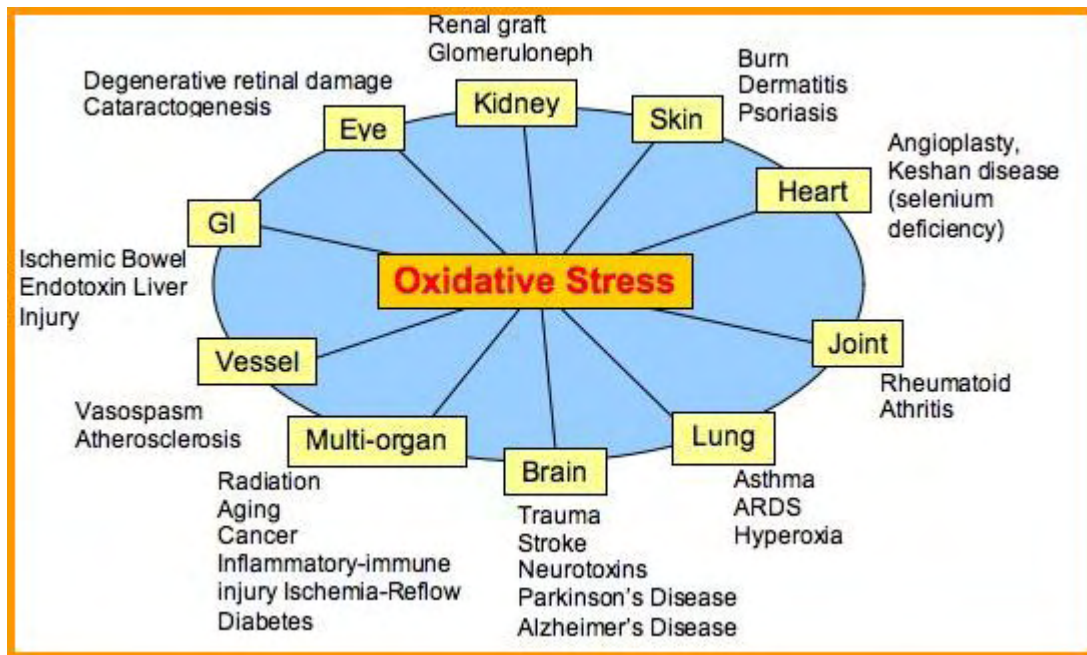 Renal graft
Glomeruloneph
Kidney
Degenerative retinal damage
Cataractogenesis
Eye
Burn
Dermatitis
Psoriasis
Skin
Angioplasty,
Keshan disease
(selenium
deficiency)
Heart
GI
Ischemic Bowel
Endotoxin Liver
Injury
Oxidative Stress
Joint
Rheumatoid
Athritis
Vessel
Vasospasm
Atherosclerosis
Multi-organ
Radiation
Aging
Cancer
Inflammatory-immune
injury Ischemia-Reflow
Diabetes
Brain
Trauma
Stroke
Neurotoxins
Parkinson's Disease
Alzheimer's Disease
Lung
Asthma
ARDS
Hyperoxia